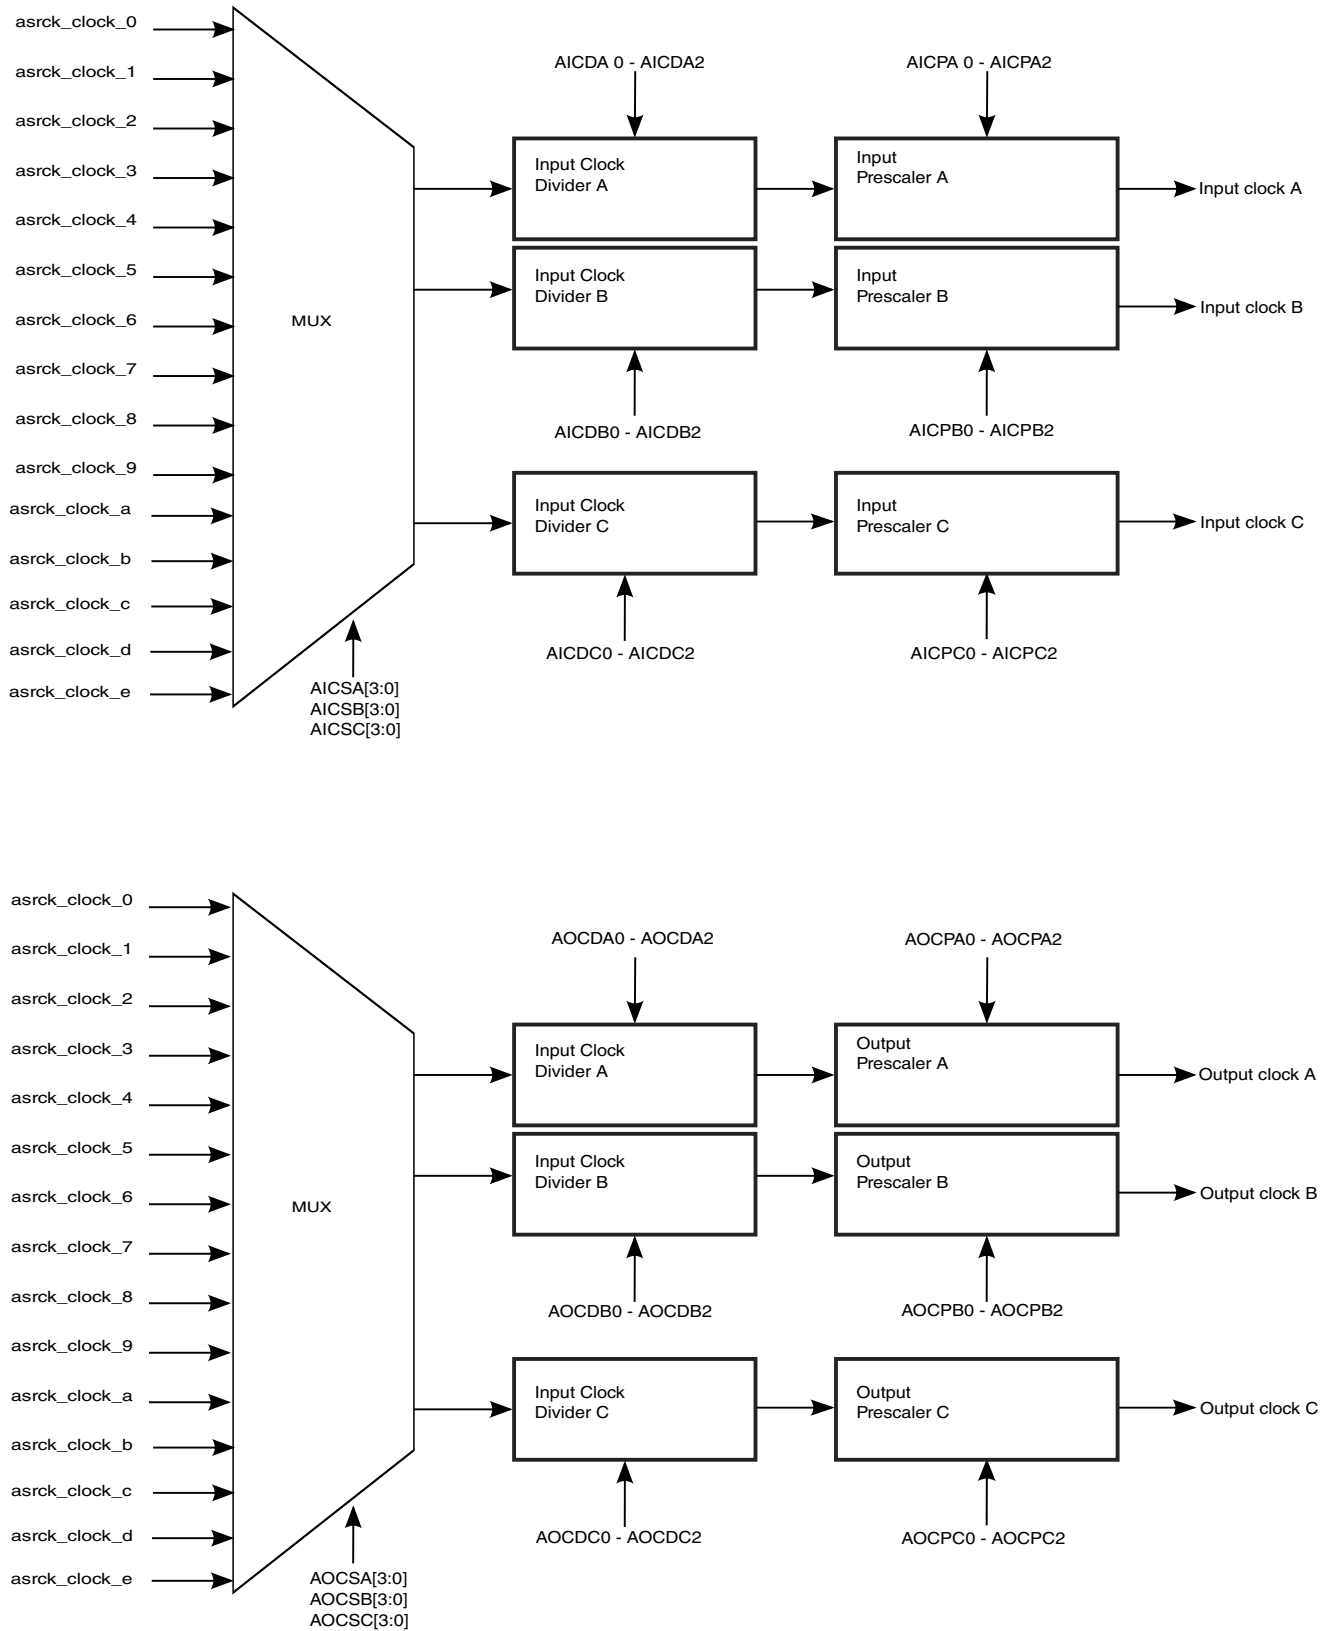 asrck_clock_0
asrck_clock_1
asrck_clock_2
asrck_clock_3
asrck_clock_4
asrck_clock_5
asrck_clock_6
asrck_clock_7
asrck_clock_8
asrck_clock_9
asrck_clock_a
asrck_clock_b
asrck_clock_c
asrck_clock_d
asrck_clock_e
MUX
AICSA[3:0]
AICSB[3:0]
AICSC[3:0]
AICDA 0 - AICDA2
AICPA 0 - AICPA2
Input Clock
Divider A
Input
Prescaler A
Input clock A
Input Clock
Divider B
Input
Prescaler B
Input clock B
AICDB0 - AICDB2
AICPB0 - AICPB2
Input Clock
Divider C
Input
Prescaler C
Input clock C
AICDC0 - AICDC2
AICPC0 - AICPC2
asrck_clock_0
asrck_clock_1
asrck_clock_2
asrck_clock_3
asrck_clock_4
asrck_clock_5
asrck_clock_6
asrck_clock_7
asrck_clock_8
asrck_clock_9
asrck_clock_a
asrck_clock_b
asrck_clock_c
asrck_clock_d
asrck_clock_e
MUX
AOCSA[3:0]
AOCSB[3:0]
AOCSC[3:0]
AOCDA0 - AOCDA2
AOCPA0 - AOCPA2
Input Clock
Divider A
Output
Prescaler A
Output clock A
Input Clock
Divider B
Output
Prescaler B
Output clock B
AOCDB0 - AOCDB2
AOCPB0 - AOCPB2
Input Clock
Divider C
Output
Prescaler C
Output clock C
AOCDC0 - AOCDC2
AOCPC0 - AOCPC2